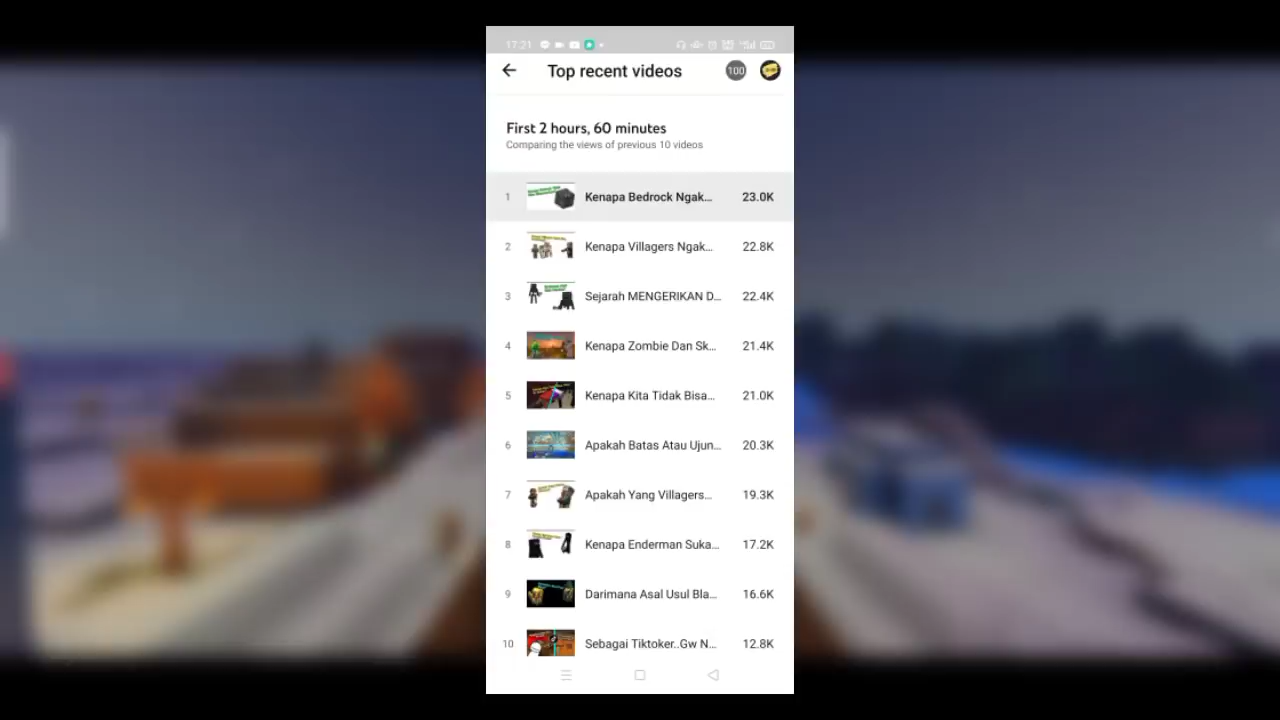 17:21
Top recent videos
100
First 2 hours, 60 minutes
Comparing the views of previous 10 videos
1 Kenapa Bedrock Ngak... 23.0K
2 Kenapa Villagers Ngak... 22.8K
3 Sejarah MENGERIKAN D... 22.4K
4 Kenapa Zombie Dan Sk... 21.4K
5 Kenapa Kita Tidak Bisa... 21.0K
6 Apakah Batas Atau Ujun... 20.3K
7 Apakah Yang Villagers... 19.3K
8 Kenapa Enderman Suka... 17.2K
9 Darimana Asal Usul Bla... 16.6K
10 Sebagai Tiktoker..Gw N... 12.8K